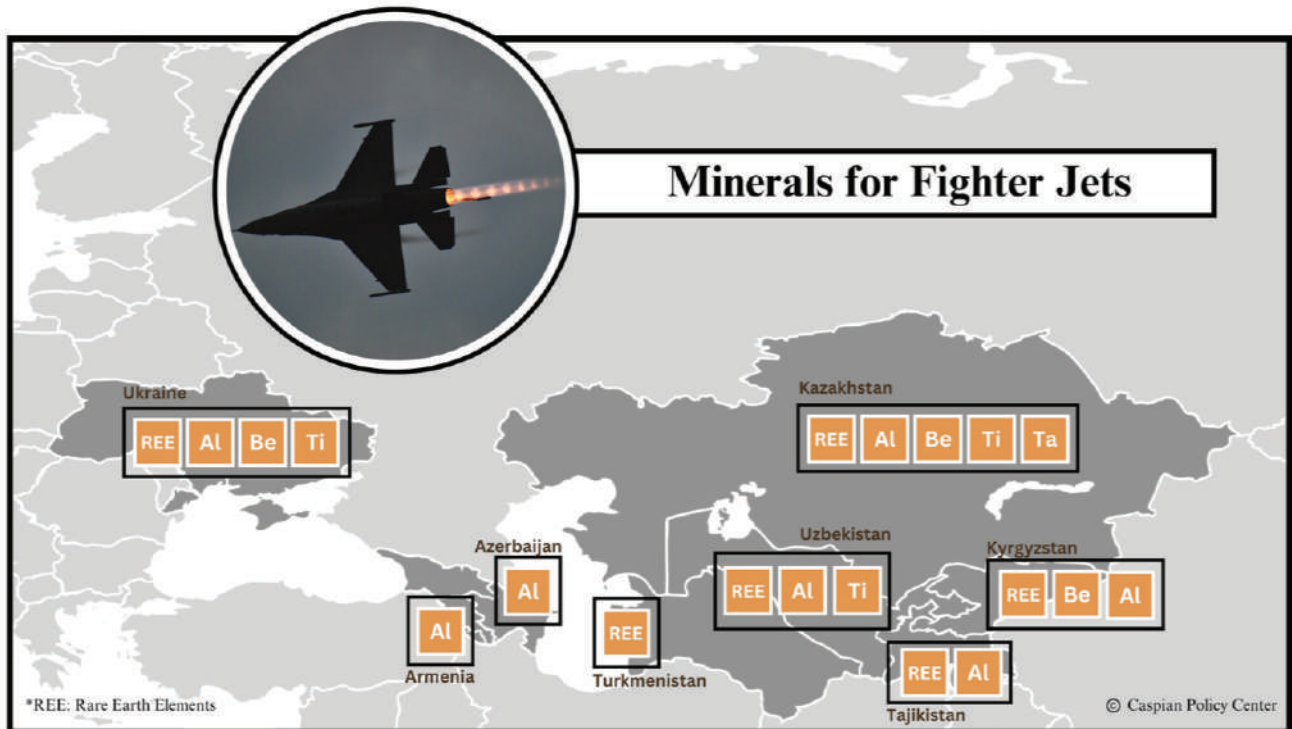 Minerals for Fighter Jets
Ukraine
REE Al Be Ti
Kazakhstan
REE Al Be Ti Ta
Azerbaijan
Al
Uzbekistan
REE Al Ti
Kyrgyzstan
REE Be Al
Al
Armenia
REE
Turkmenistan
REE Al
Tajikistan
*REE: Rare Earth Elements
© Caspian Policy Center